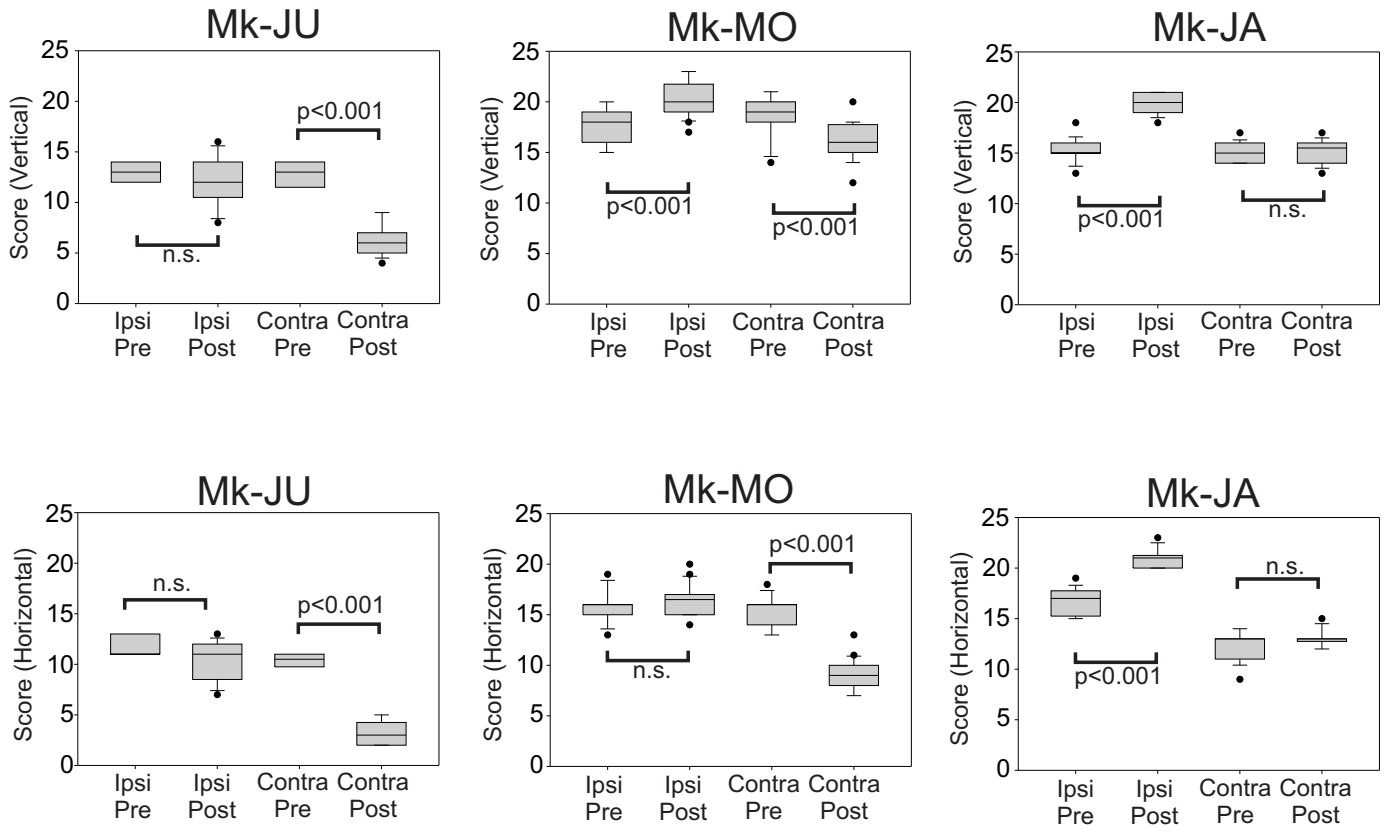 Mk-JU
Score (Vertical)
25
20
15
10
5
0
p<0.001
n.s.
Ipsi Pre
Ipsi Post
Contra Pre
Contra Post
Mk-MO
Score (Vertical)
25
20
15
10
5
0
p<0.001
p<0.001
Ipsi Pre
Ipsi Post
Contra Pre
Contra Post
Mk-JA
Score (Vertical)
25
20
15
10
5
0
p<0.001
n.s.
Ipsi Pre
Ipsi Post
Contra Pre
Contra Post
Mk-JU
Score (Horizontal)
25
20
15
10
5
0
n.s.
p<0.001
Ipsi Pre
Ipsi Post
Contra Pre
Contra Post
Mk-MO
Score (Horizontal)
25
20
15
10
5
0
p<0.001
n.s.
Ipsi Pre
Ipsi Post
Contra Pre
Contra Post
Mk-JA
Score (Horizontal)
25
20
15
10
5
0
n.s.
p<0.001
Ipsi Pre
Ipsi Post
Contra Pre
Contra Post